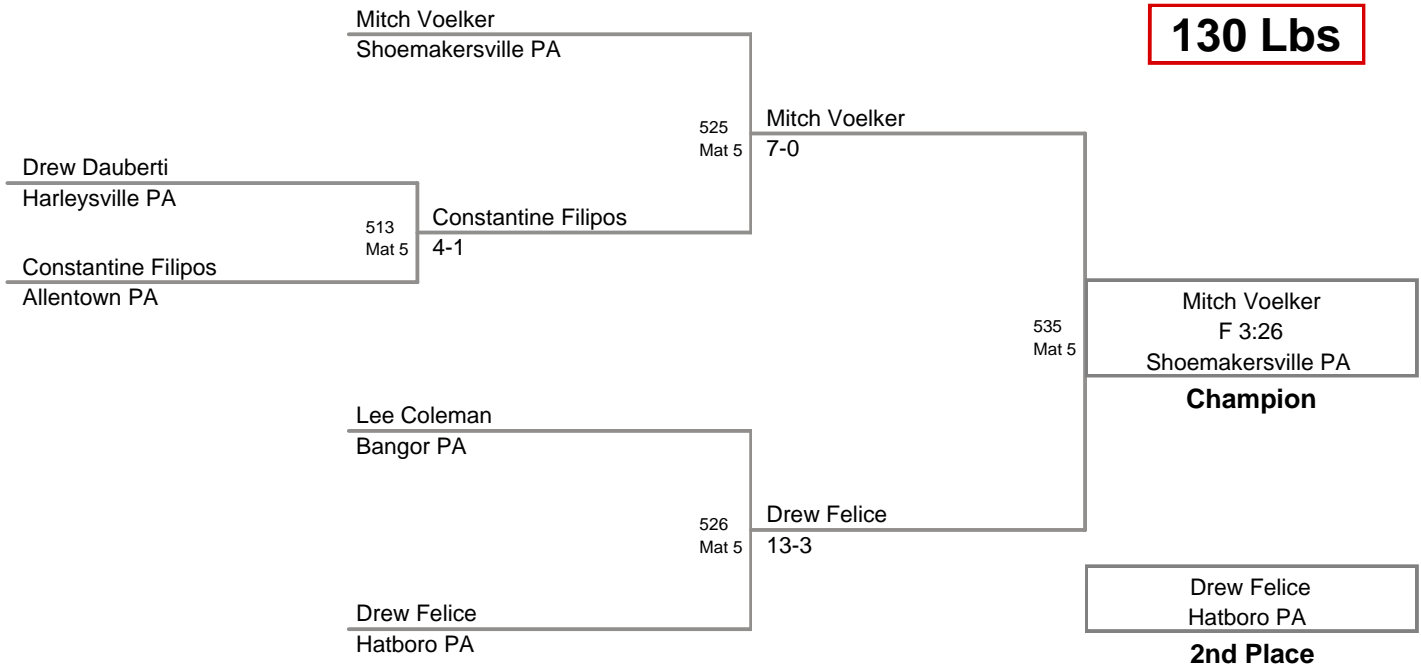 130 Lbs
Mitch Voelker
Shoemakersville PA
525
Mat 5
Mitch Voelker
7-0
Drew Dauberti
Harleysville PA
513
Mat 5
Constantine Filipos
4-1
Constantine Filipos
Allentown PA
535
Mat 5
Mitch Voelker
F 3:26
Shoemakersville PA
Champion
Lee Coleman
Bangor PA
526
Mat 5
Drew Felice
13-3
Drew Felice
Hatboro PA
Drew Felice
Hatboro PA
2nd Place